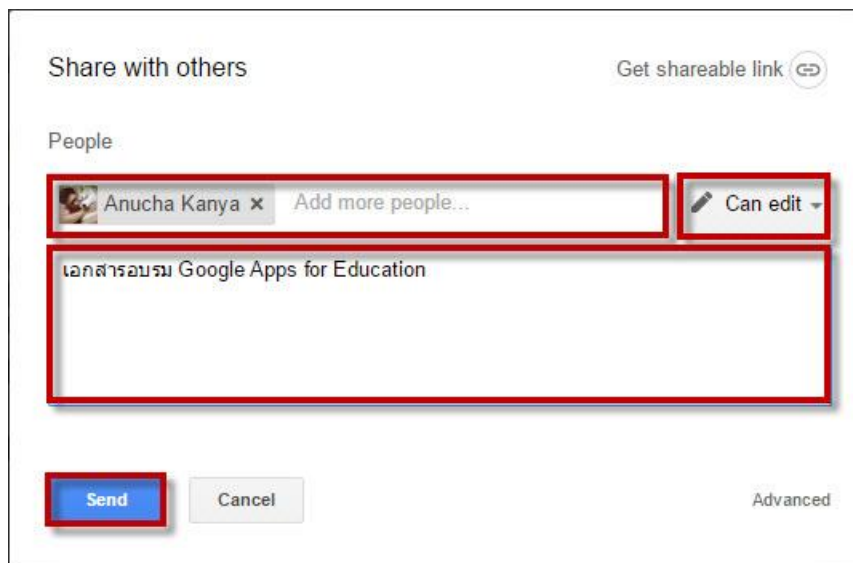 Share with others
Get shareable link
People
Anucha Kanya × Add more people...
Can edit
เอกสารอบรม Google Apps for Education
Send
Cancel
Advanced